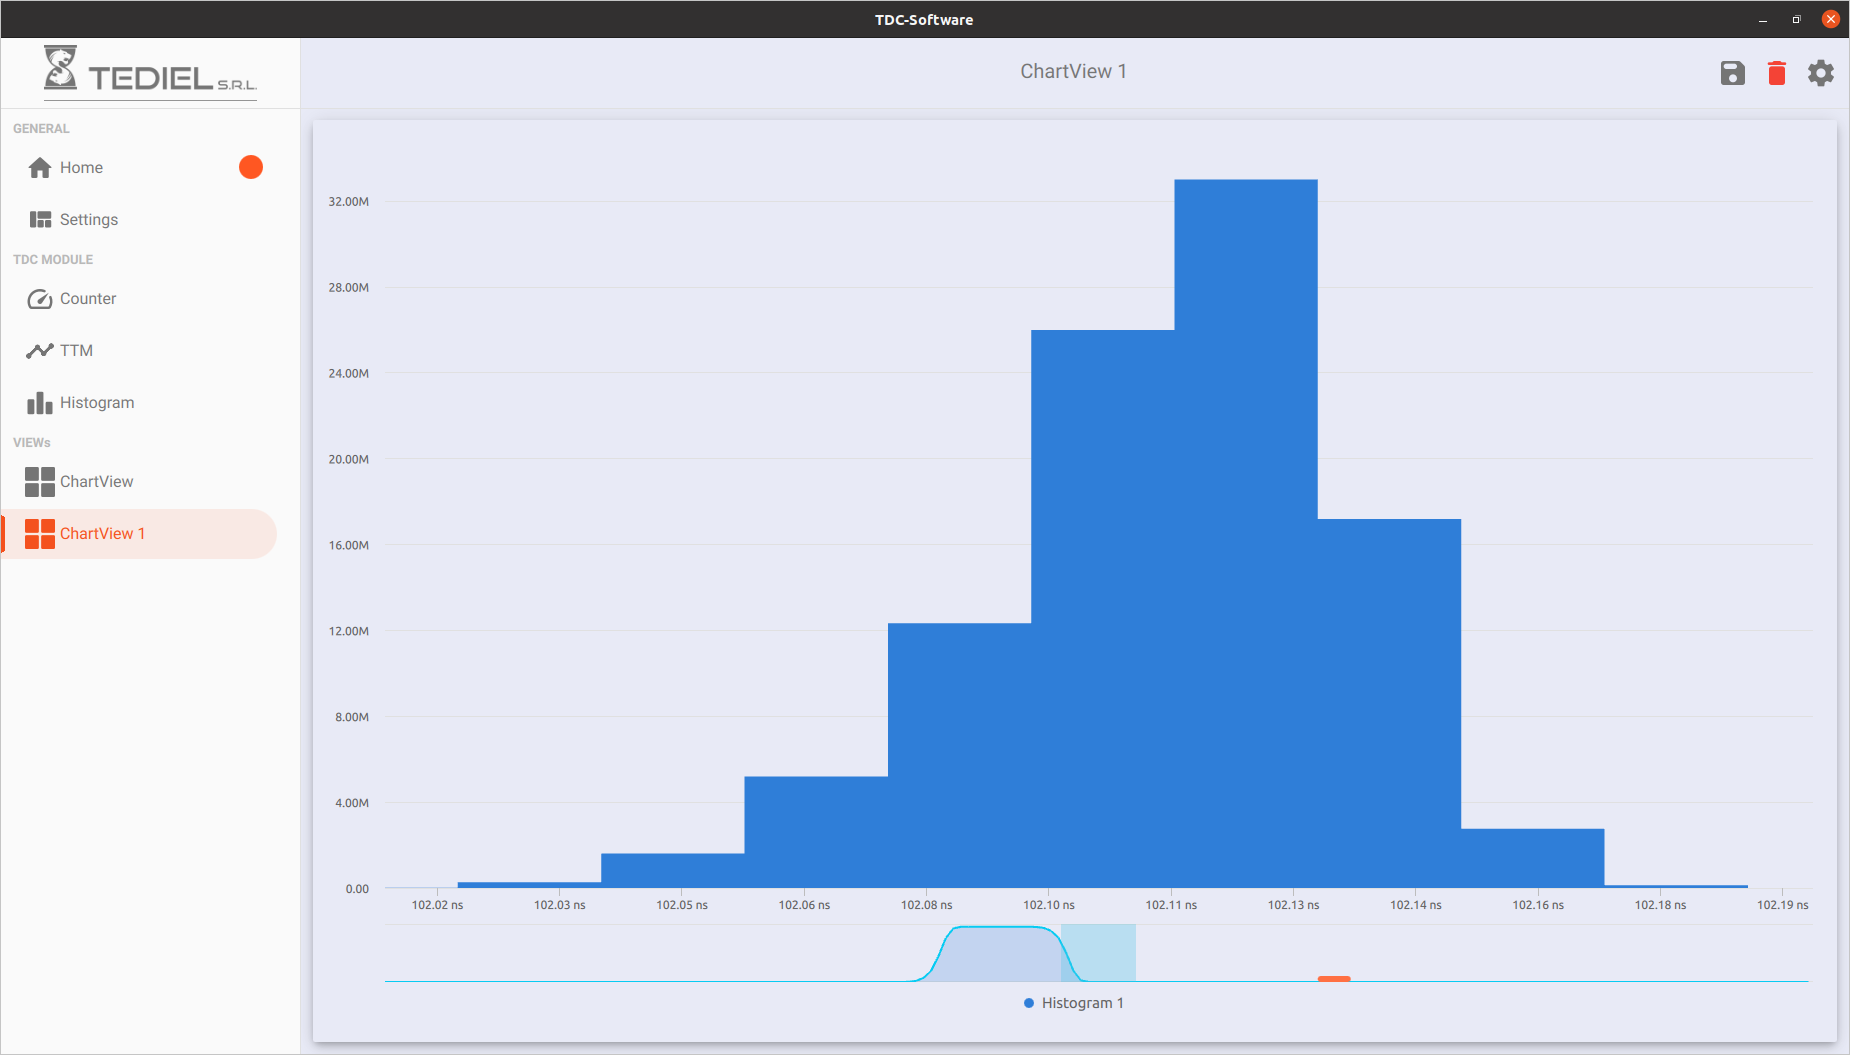 TDC-Software
TEDIEL S.R.L.
ChartView 1
GENERAL
Home
Settings
TDC MODULE
Counter
TTM
Histogram
VIEWs
ChartView
ChartView 1
32.00M
28.00M
24.00M
20.00M
16.00M
12.00M
8.00M
4.00M
0.00
102.02 ns 102.03 ns 102.05 ns 102.06 ns 102.08 ns 102.10 ns 102.11 ns 102.13 ns 102.14 ns 102.16 ns 102.18 ns 102.19 ns
Histogram 1